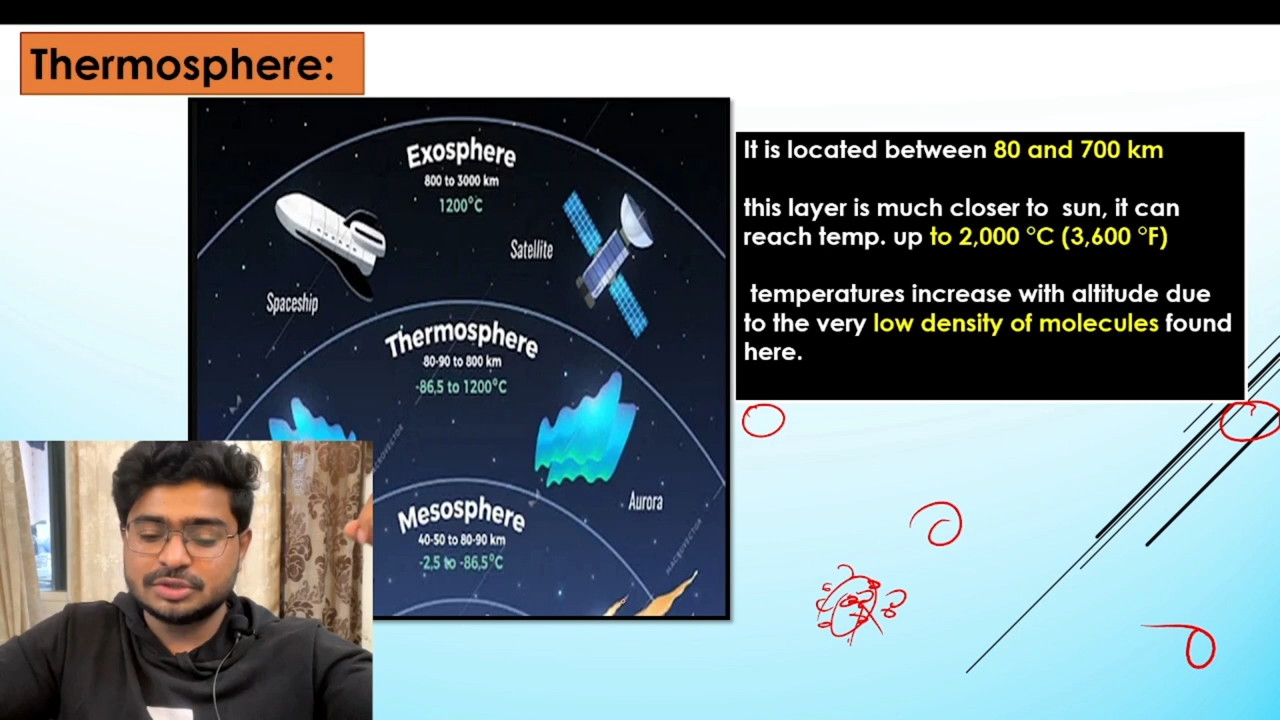 Thermosphere:
Exosphere
800 to 3000 km
1200°C
Satellite
Spaceship
Thermosphere
80-90 to 800 km
-86,5 to 1200°C
Aurora
Mesosphere
40-50 to 80-90 km
-2,5 to -86,5°C
MACROVECTOR
MACROVECTOR
It is located between 80 and 700 km
this layer is much closer to sun, it can
reach temp. up to 2,000 °C (3,600 °F)
temperatures increase with altitude due
to the very low density of molecules found
here.